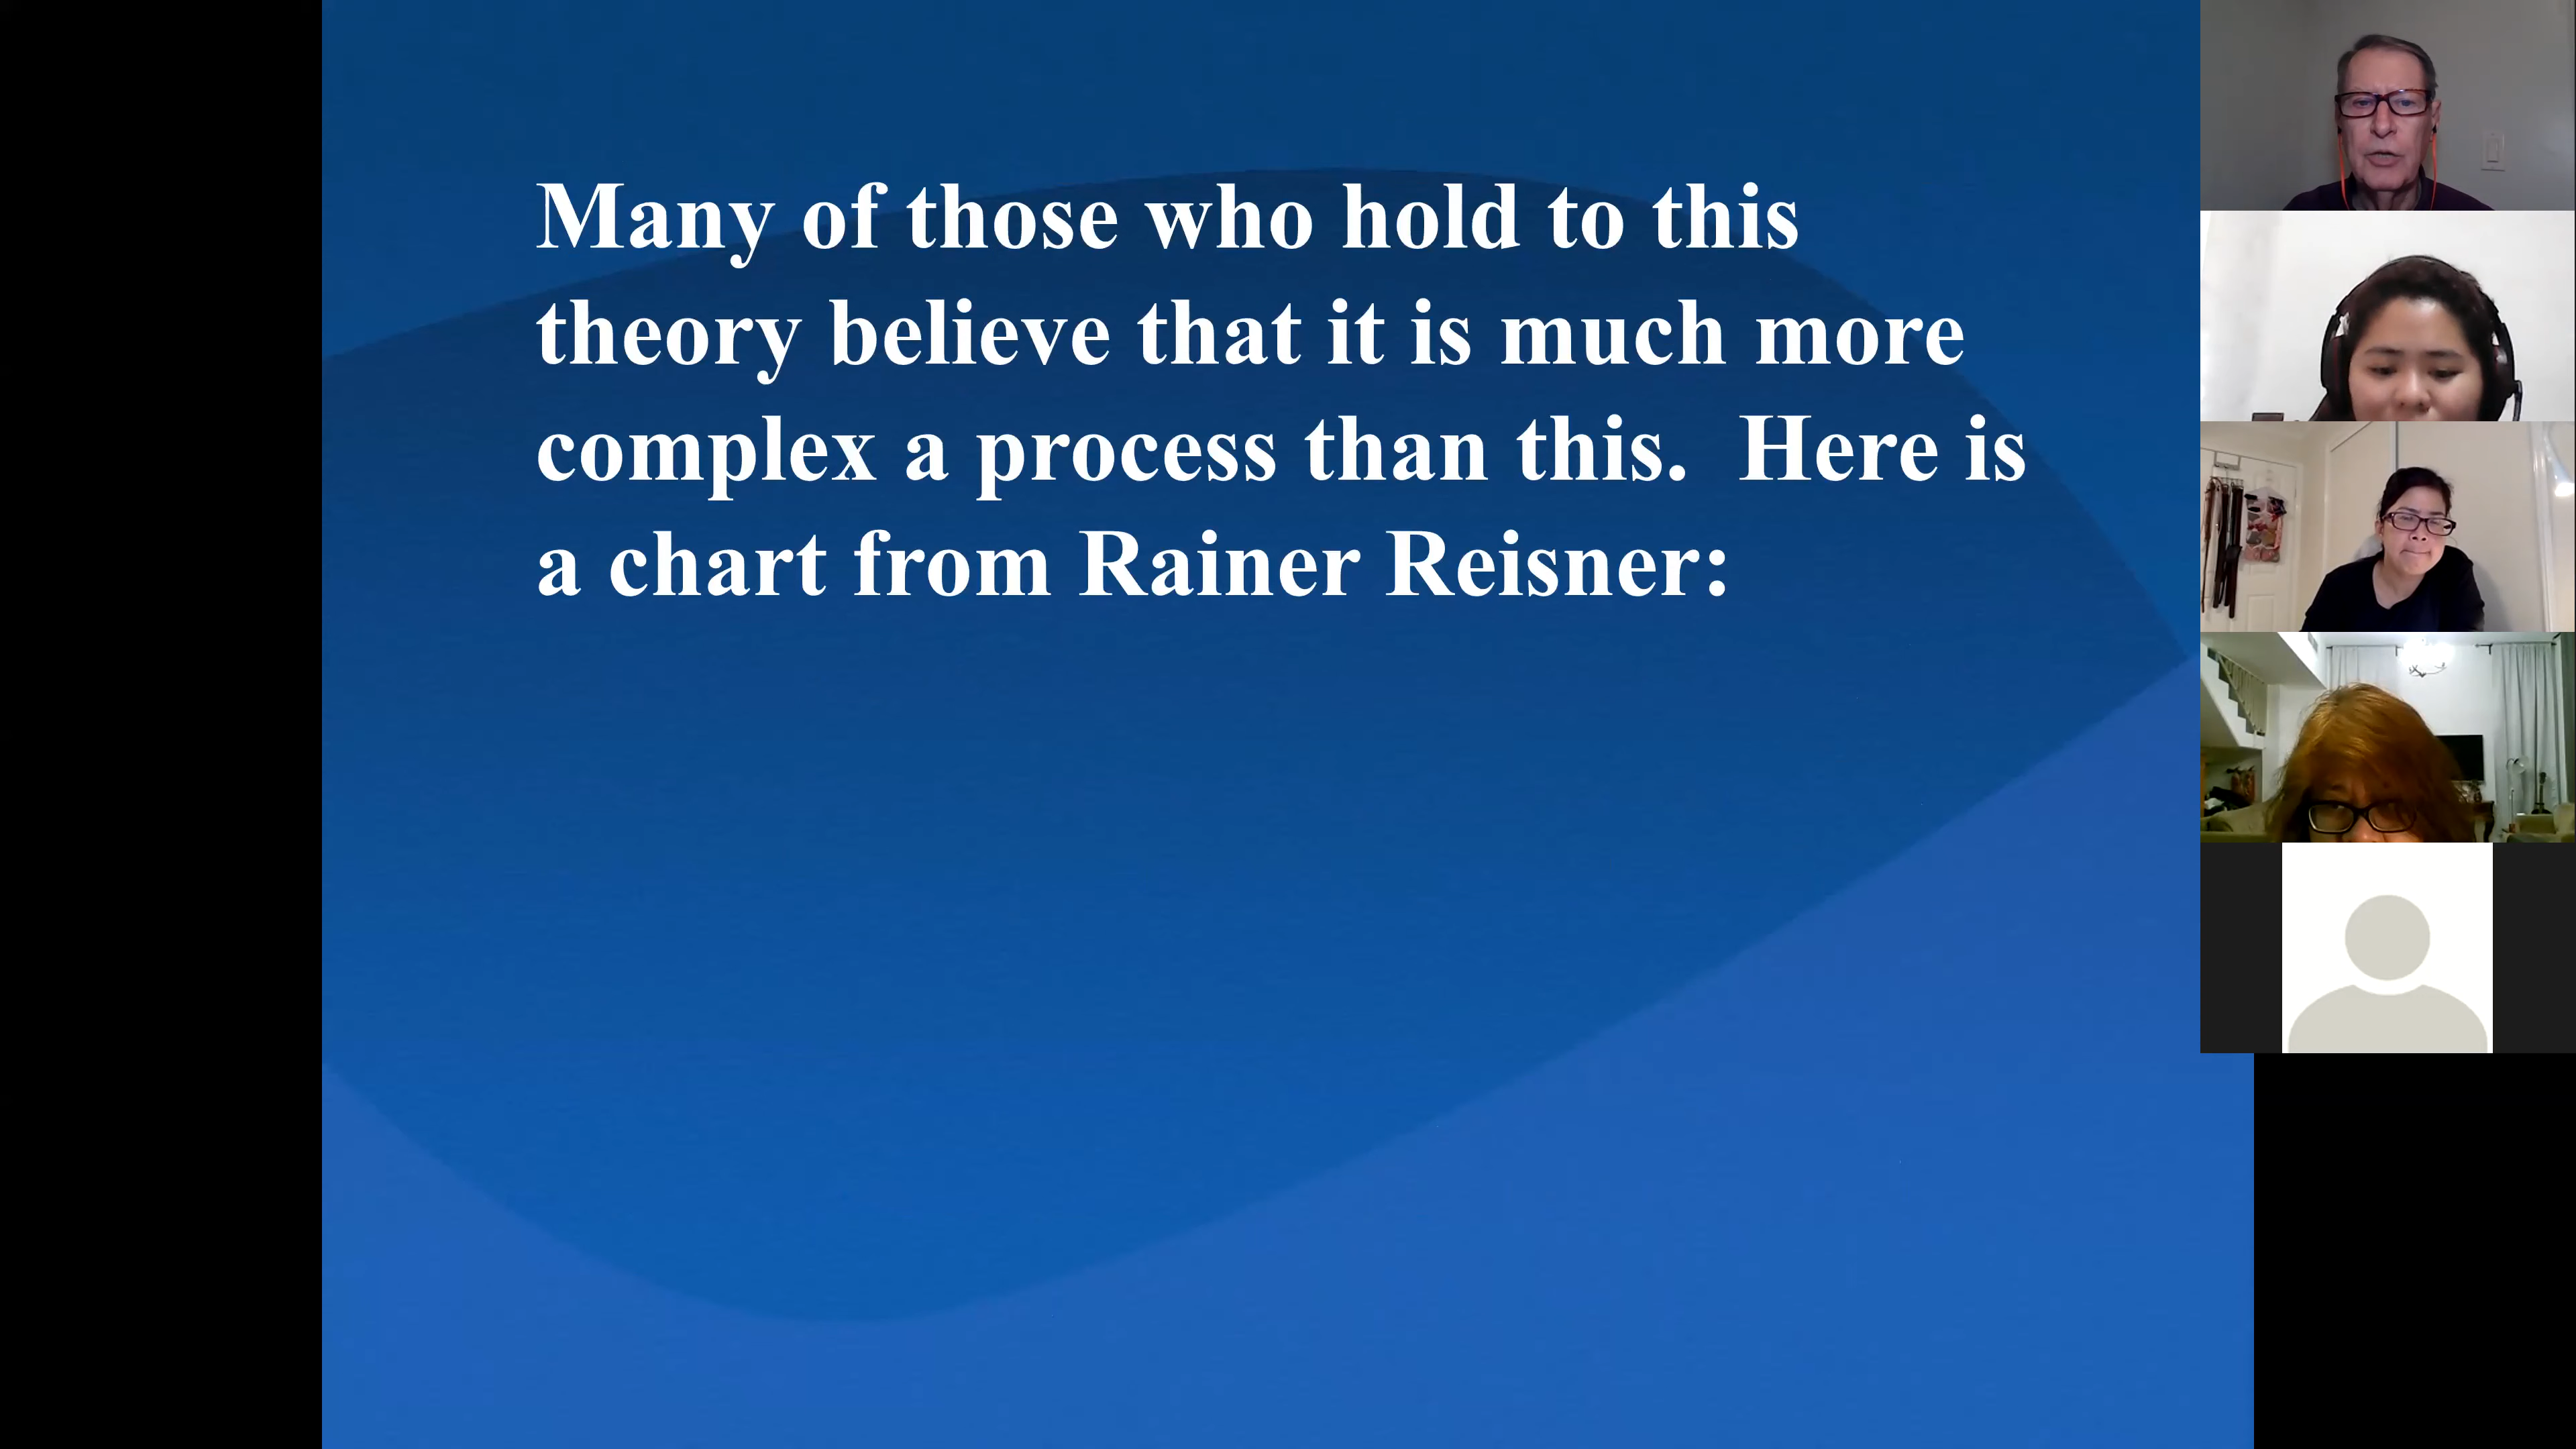 Many of those who hold to this
theory believe that it is much more
complex a process than this.  Here is
a chart from Rainer Reisner: